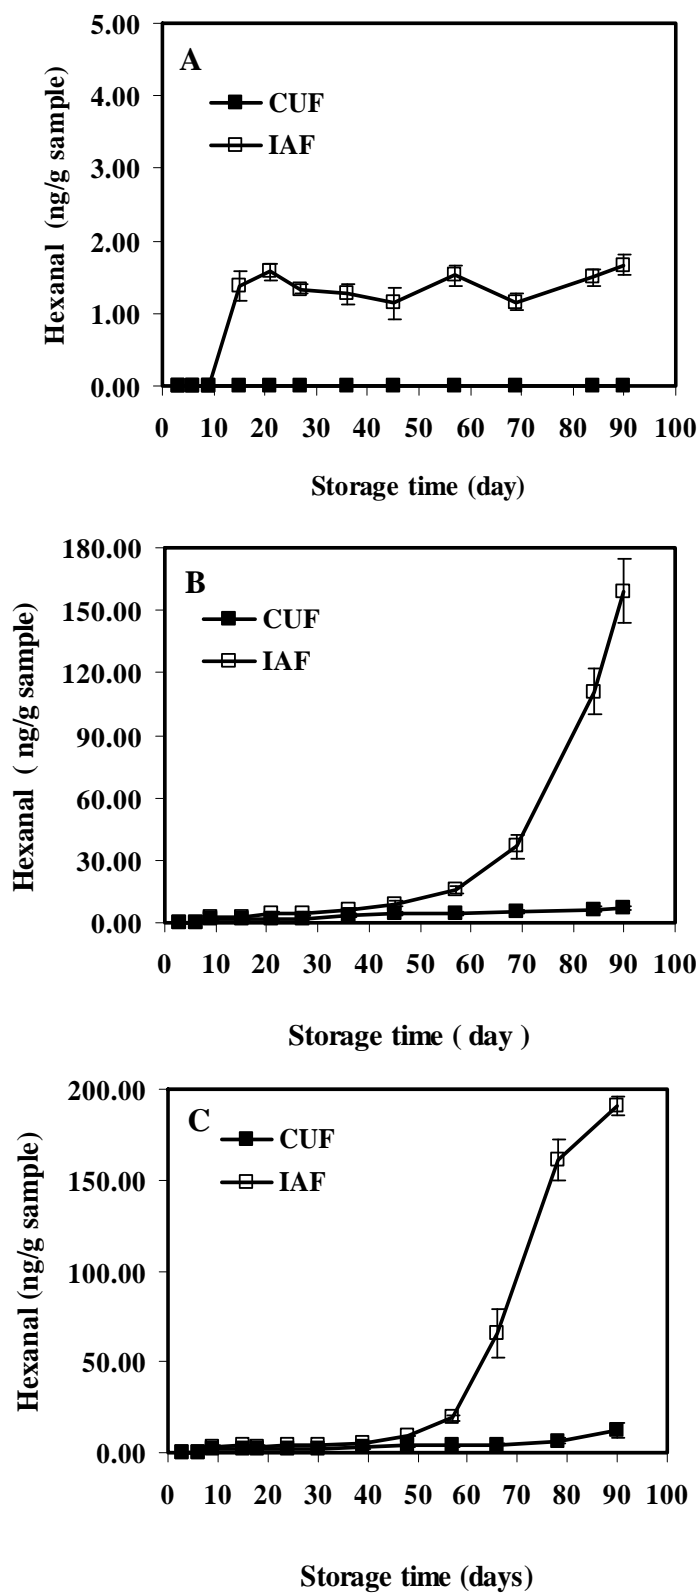 A
CUF
IAF
Hexanal (ng/g sample)
5.00
4.00
3.00
2.00
1.00
0.00
0 10 20 30 40 50 60 70 80 90 100
Storage time (day)
B
CUF
IAF
Hexanal ( ng/g sample)
180.00
150.00
120.00
90.00
60.00
30.00
0.00
0 10 20 30 40 50 60 70 80 90 100
Storage time ( day )
C
CUF
IAF
Hexanal (ng/g sample)
200.00
150.00
100.00
50.00
0.00
0 10 20 30 40 50 60 70 80 90 100
Storage time (days)